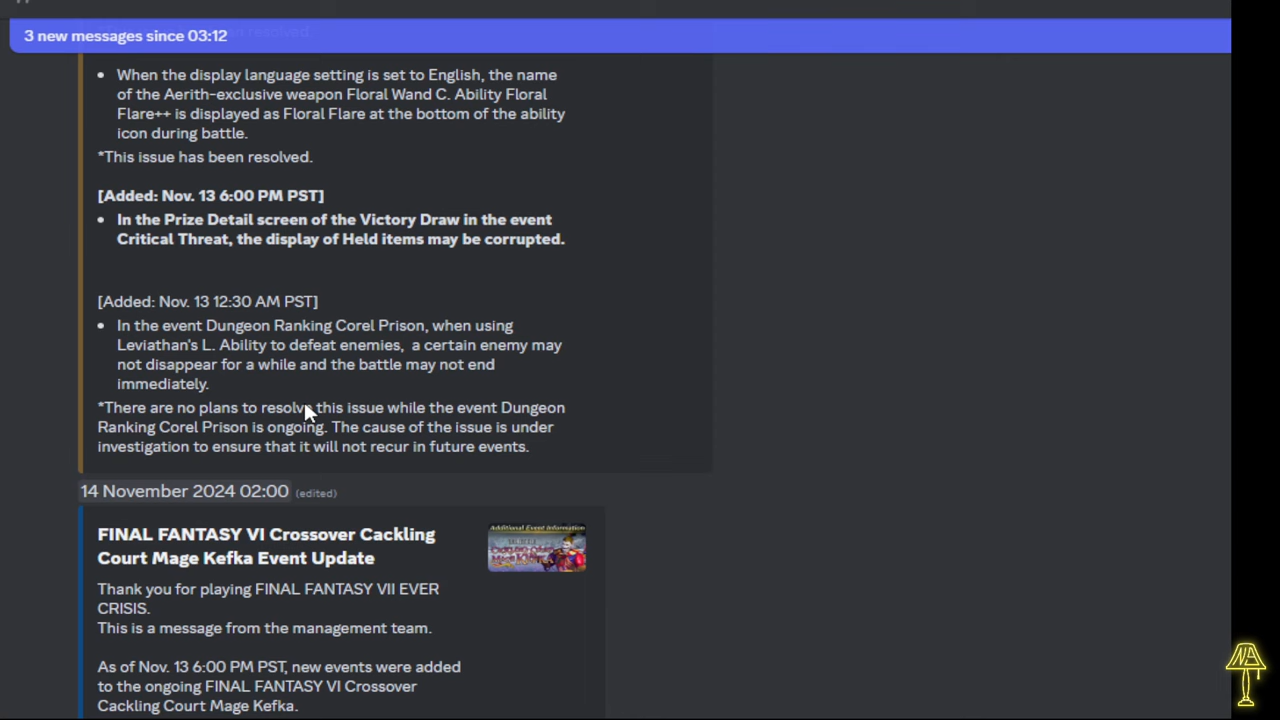 3 new messages since 03:12
• When the display language setting is set to English, the name
of the Aerith-exclusive weapon Floral Wand C. Ability Floral
Flare++ is displayed as Floral Flare at the bottom of the ability
icon during battle.
*This issue has been resolved.
[Added: Nov. 13 6:00 PM PST]
• In the Prize Detail screen of the Victory Draw in the event
Critical Threat, the display of Held items may be corrupted.
[Added: Nov. 13 12:30 AM PST]
• In the event Dungeon Ranking Corel Prison, when using
Leviathan's L. Ability to defeat enemies,  a certain enemy may
not disappear for a while and the battle may not end
immediately.
*There are no plans to resolve this issue while the event Dungeon
Ranking Corel Prison is ongoing. The cause of the issue is under
investigation to ensure that it will not recur in future events.
14 November 2024 02:00 (edited)
FINAL FANTASY VI Crossover Cackling
Court Mage Kefka Event Update
Additional Event Information
Thank you for playing FINAL FANTASY VII EVER
CRISIS.
This is a message from the management team.
As of Nov. 13 6:00 PM PST, new events were added
to the ongoing FINAL FANTASY VI Crossover
Cackling Court Mage Kefka.